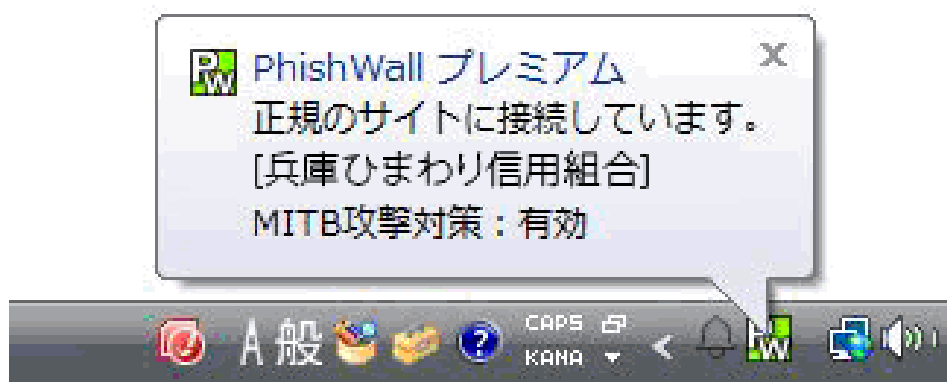 PhishWall プレミアム
正規のサイトに接続しています。
[兵庫ひまわり信用組合]
MITB攻撃対策：有効
A 般 ? CAPS
KANA
PW